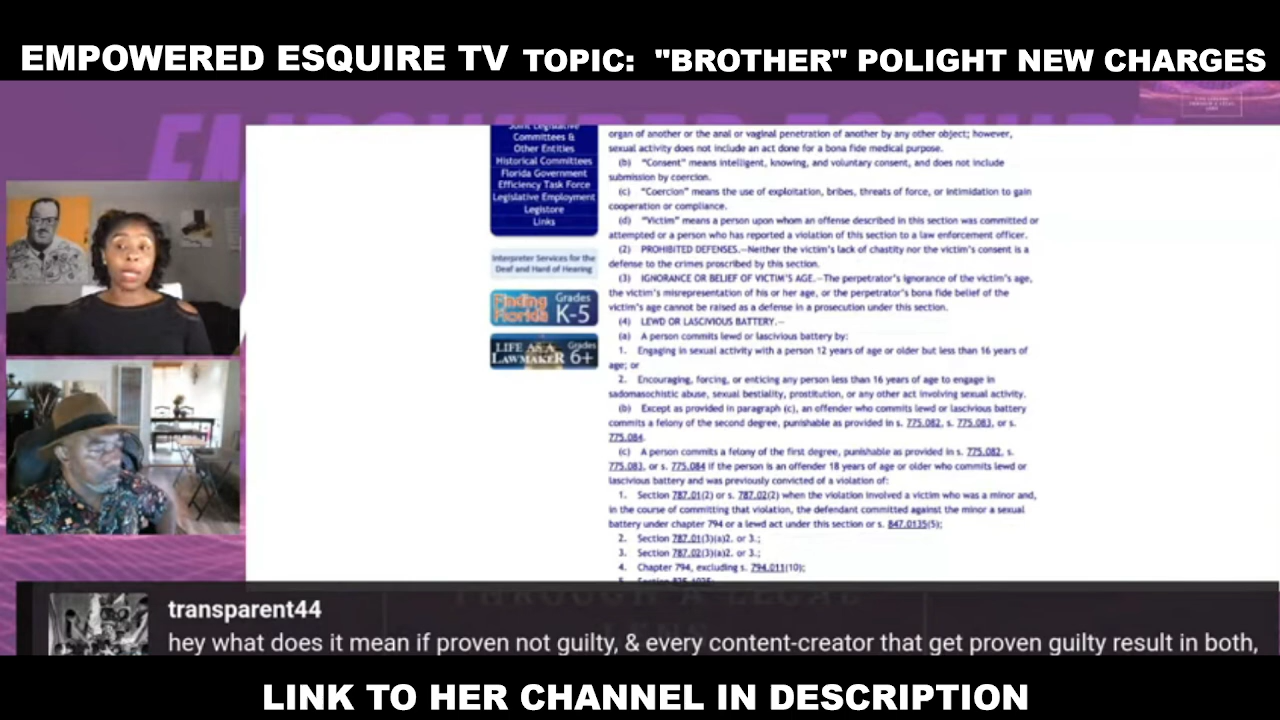 EMPOWERED ESQUIRE TV TOPIC: "BROTHER" POLIGHT NEW CHARGES
Joint Legislative
Committees &
Other Entities
Historical Committees
Florida Government
Efficiency Task Force
Legislative Employment
Legistore
Links
Interpreter Services for the
Deaf and Hard of Hearing
Finding
Florida
Grades
K-5
LIFE AS A
LAWMAKER
Grades
6+
organ of another or the anal or vaginal penetration of another by any other object; however,
sexual activity does not include an act done for a bona fide medical purpose.
(b) "Consent" means intelligent, knowing, and voluntary consent, and does not include
submission by coercion.
(c) "Coercion" means the use of exploitation, bribes, threats of force, or intimidation to gain
cooperation or compliance.
(d) "Victim" means a person upon whom an offense described in this section was committed or
attempted or a person who has reported a violation of this section to a law enforcement officer.
(2) PROHIBITED DEFENSES.—Neither the victim's lack of chastity nor the victim's consent is a
defense to the crimes proscribed by this section.
(3) IGNORANCE OR BELIEF OF VICTIM'S AGE.—The perpetrator's ignorance of the victim's age,
the victim's misrepresentation of his or her age, or the perpetrator's bona fide belief of the
victim's age cannot be raised as a defense in a prosecution under this section.
(4) LEWD OR LASCIVIOUS BATTERY.—
(a) A person commits lewd or lascivious battery by:
1. Engaging in sexual activity with a person 12 years of age or older but less than 16 years of
age; or
2. Encouraging, forcing, or enticing any person less than 16 years of age to engage in
sadomasochistic abuse, sexual bestiality, prostitution, or any other act involving sexual activity.
(b) Except as provided in paragraph (c), an offender who commits lewd or lascivious battery
commits a felony of the second degree, punishable as provided in s. 775.082, s. 775.083, or s.
775.084.
(c) A person commits a felony of the first degree, punishable as provided in s. 775.082, s.
775.083, or s. 775.084 if the person is an offender 18 years of age or older who commits lewd or
lascivious battery and was previously convicted of a violation of:
1. Section 787.01(2) or s. 787.02(2) when the violation involved a victim who was a minor and,
in the course of committing that violation, the defendant committed against the minor a sexual
battery under chapter 794 or a lewd act under this section or s. 847.0135(5);
2. Section 787.01(3)(a)2. or 3.;
3. Section 787.02(3)(a)2. or 3.;
4. Chapter 794, excluding s. 794.011(10);
5. Section 825.1025;
THROUGH A LEGAL
transparent44
hey what does it mean if proven not guilty, & every content-creator that get proven guilty result in both,
LINK TO HER CHANNEL IN DESCRIPTION